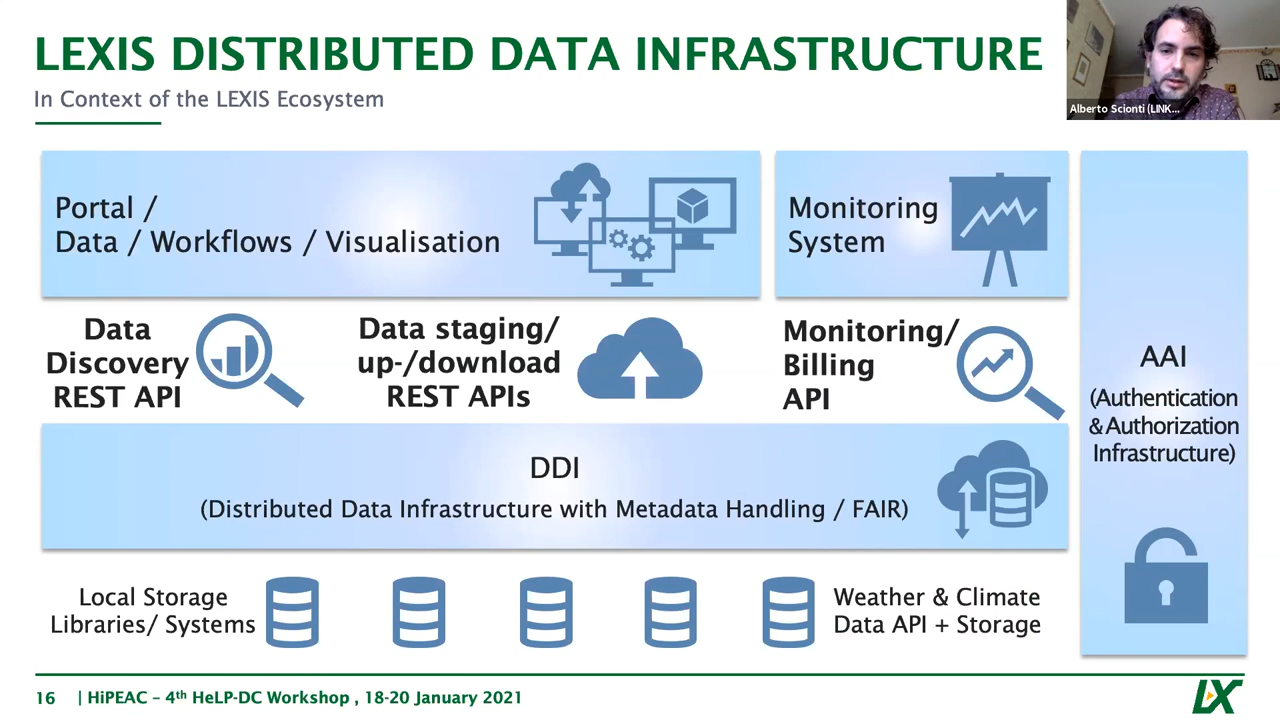 LEXIS DISTRIBUTED DATA INFRASTRUCTURE
In Context of the LEXIS Ecosystem
Alberto Scionti (LINK...
Portal /
Data / Workflows / Visualisation
Monitoring
System
Data
Discovery
REST API
Data staging/
up-/download
REST APIs
Monitoring/
Billing
API
AAI
(Authentication
& Authorization
Infrastructure)
DDI
(Distributed Data Infrastructure with Metadata Handling / FAIR)
Local Storage
Libraries/ Systems
Weather & Climate
Data API + Storage
16 | HiPEAC – 4th HeLP-DC Workshop , 18-20 January 2021
LX